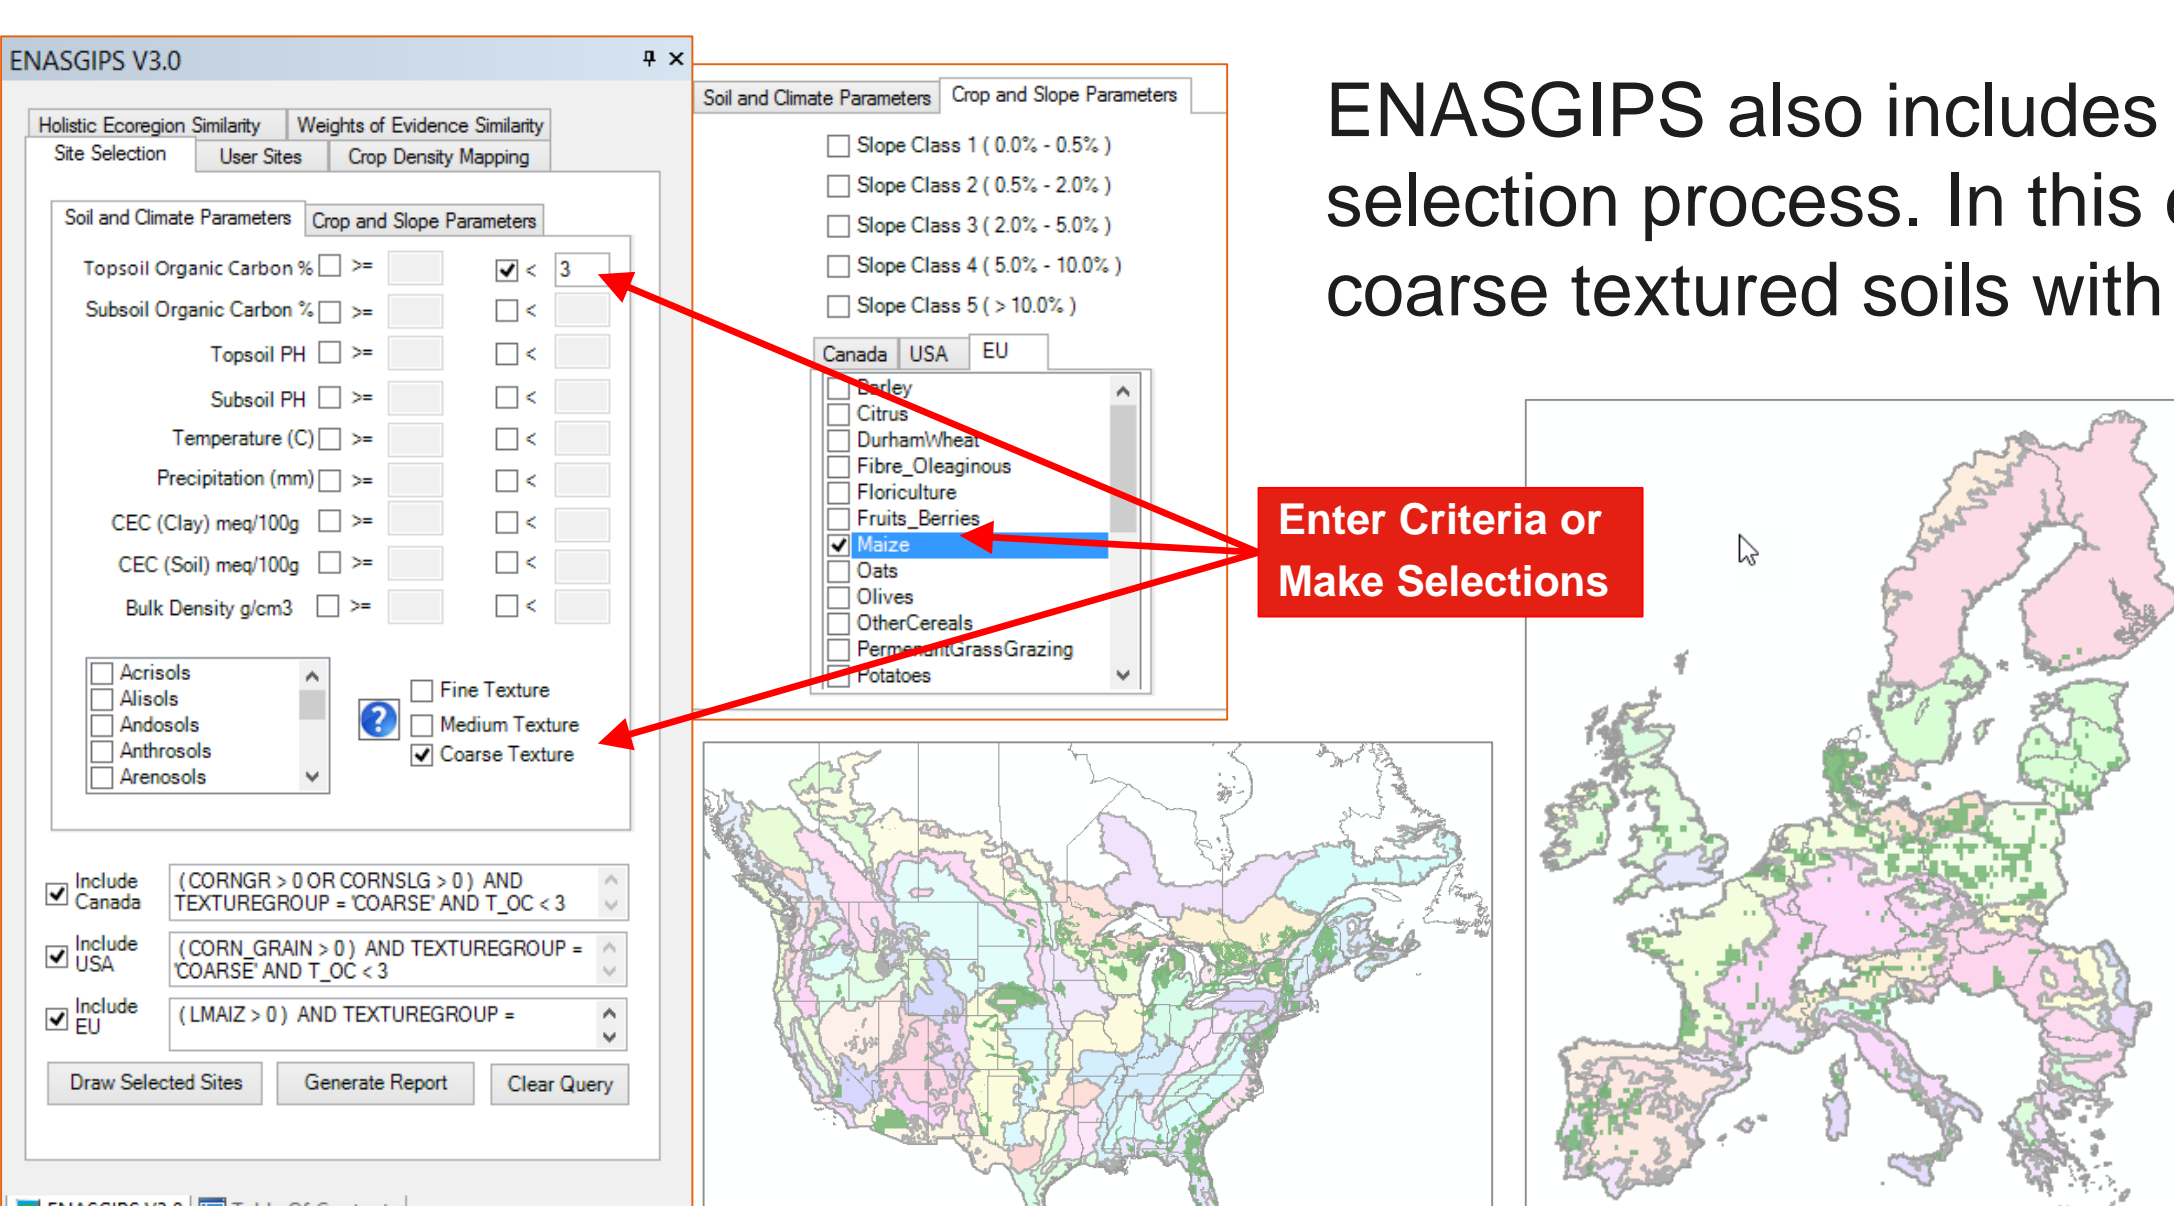 ENASGIPS V3.0
Holistic Ecoregion Similarity
Weights of Evidence Similarity
Site Selection
User Sites
Crop Density Mapping
Soil and Climate Parameters
Crop and Slope Parameters
Topsoil Organic Carbon % >= < 3
Subsoil Organic Carbon % >= <
Topsoil PH >= <
Subsoil PH >= <
Temperature (C) >= <
Precipitation (mm) >= <
CEC (Clay) meq/100g >= <
CEC (Soil) meq/100g >= <
Bulk Density g/cm3 >= <
Acrisols
Alisols
Andosols
Anthrosols
Arenosols
?
Fine Texture
Medium Texture
Coarse Texture
Include
Canada
( CORNGR > 0 OR CORNSLG > 0 ) AND
TEXTUREGROUP = 'COARSE' AND T_OC < 3
Include
USA
( CORN_GRAIN > 0 ) AND TEXTUREGROUP =
'COARSE' AND T_OC < 3
Include
EU
( LMAIZ > 0 ) AND TEXTUREGROUP =
Draw Selected Sites
Generate Report
Clear Query
ENASGIPS V3.0
Soil and Climate Parameters
Crop and Slope Parameters
Slope Class 1 ( 0.0% - 0.5% )
Slope Class 2 ( 0.5% - 2.0% )
Slope Class 3 ( 2.0% - 5.0% )
Slope Class 4 ( 5.0% - 10.0% )
Slope Class 5 ( > 10.0% )
Canada
USA
EU
Barley
Citrus
DurhamWheat
Fibre_Oleaginous
Floriculture
Fruits_Berries
Maize
Oats
Olives
OtherCereals
PermenantGrassGrazing
Potatoes
Enter Criteria or
Make Selections
ENASGIPS also includes
selection process. In this
coarse textured soils with